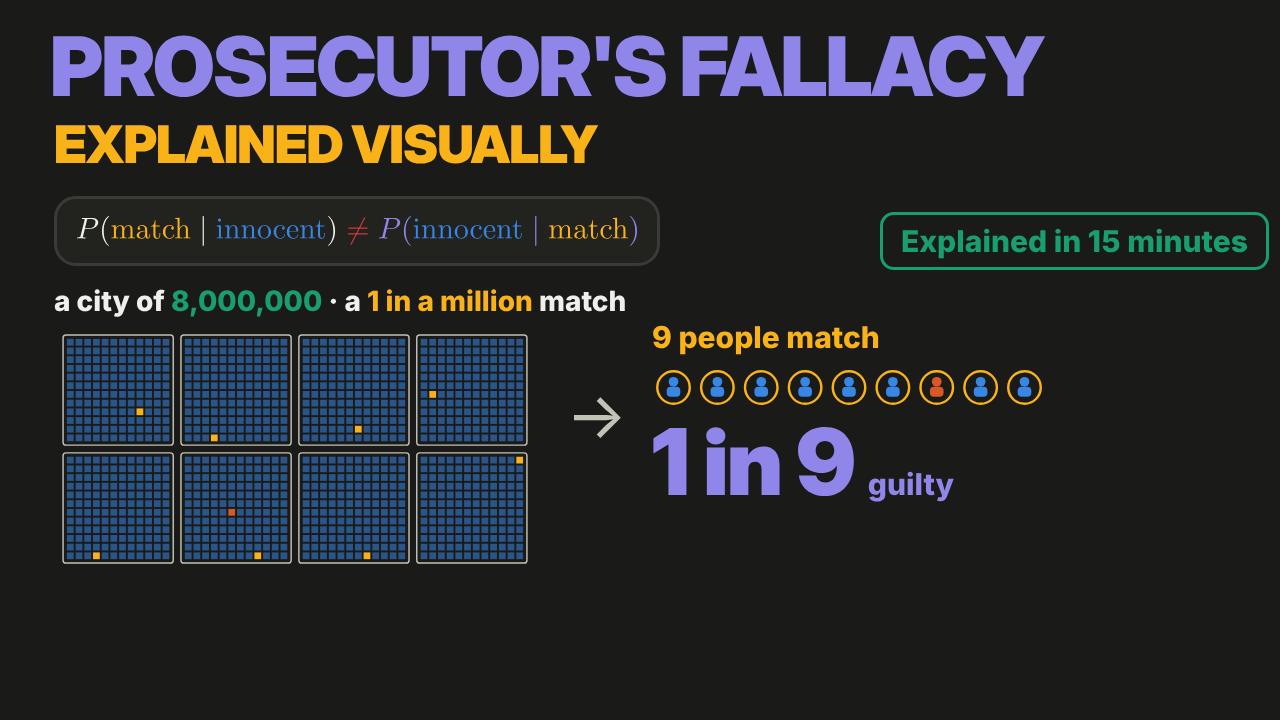 PROSECUTOR'S FALLACY
EXPLAINED VISUALLY
P(match | innocent) ≠ P(innocent | match)
Explained in 15 minutes
a city of 8,000,000 · a 1 in a million match
9 people match
1 in 9 guilty